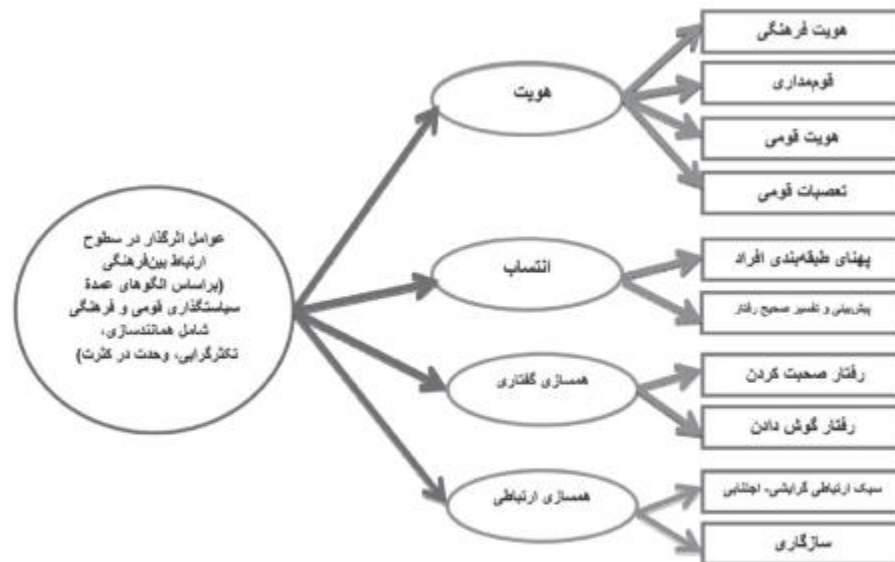 عوامل اثرگذار در سطوح
ارتباط بین‌فرهنگی
(براساس الگوهای عمدۀ
سیاستگذاری قومی و فرهنگی
شامل همانندسازی،
تکثرگرایی، وحدت در کثرت)
هویت
هویت فرهنگی
قوم‌مداری
هویت قومی
تعصبات قومی
انتساب
پهنای طبقه‌بندی افراد
پیش‌بینی و تفسیر صحیح رفتار
همسازی گفتاری
رفتار صحبت کردن
رفتار گوش دادن
همسازی ارتباطی
سبک ارتباطی گرایشی- اجتنابی
سازگاری